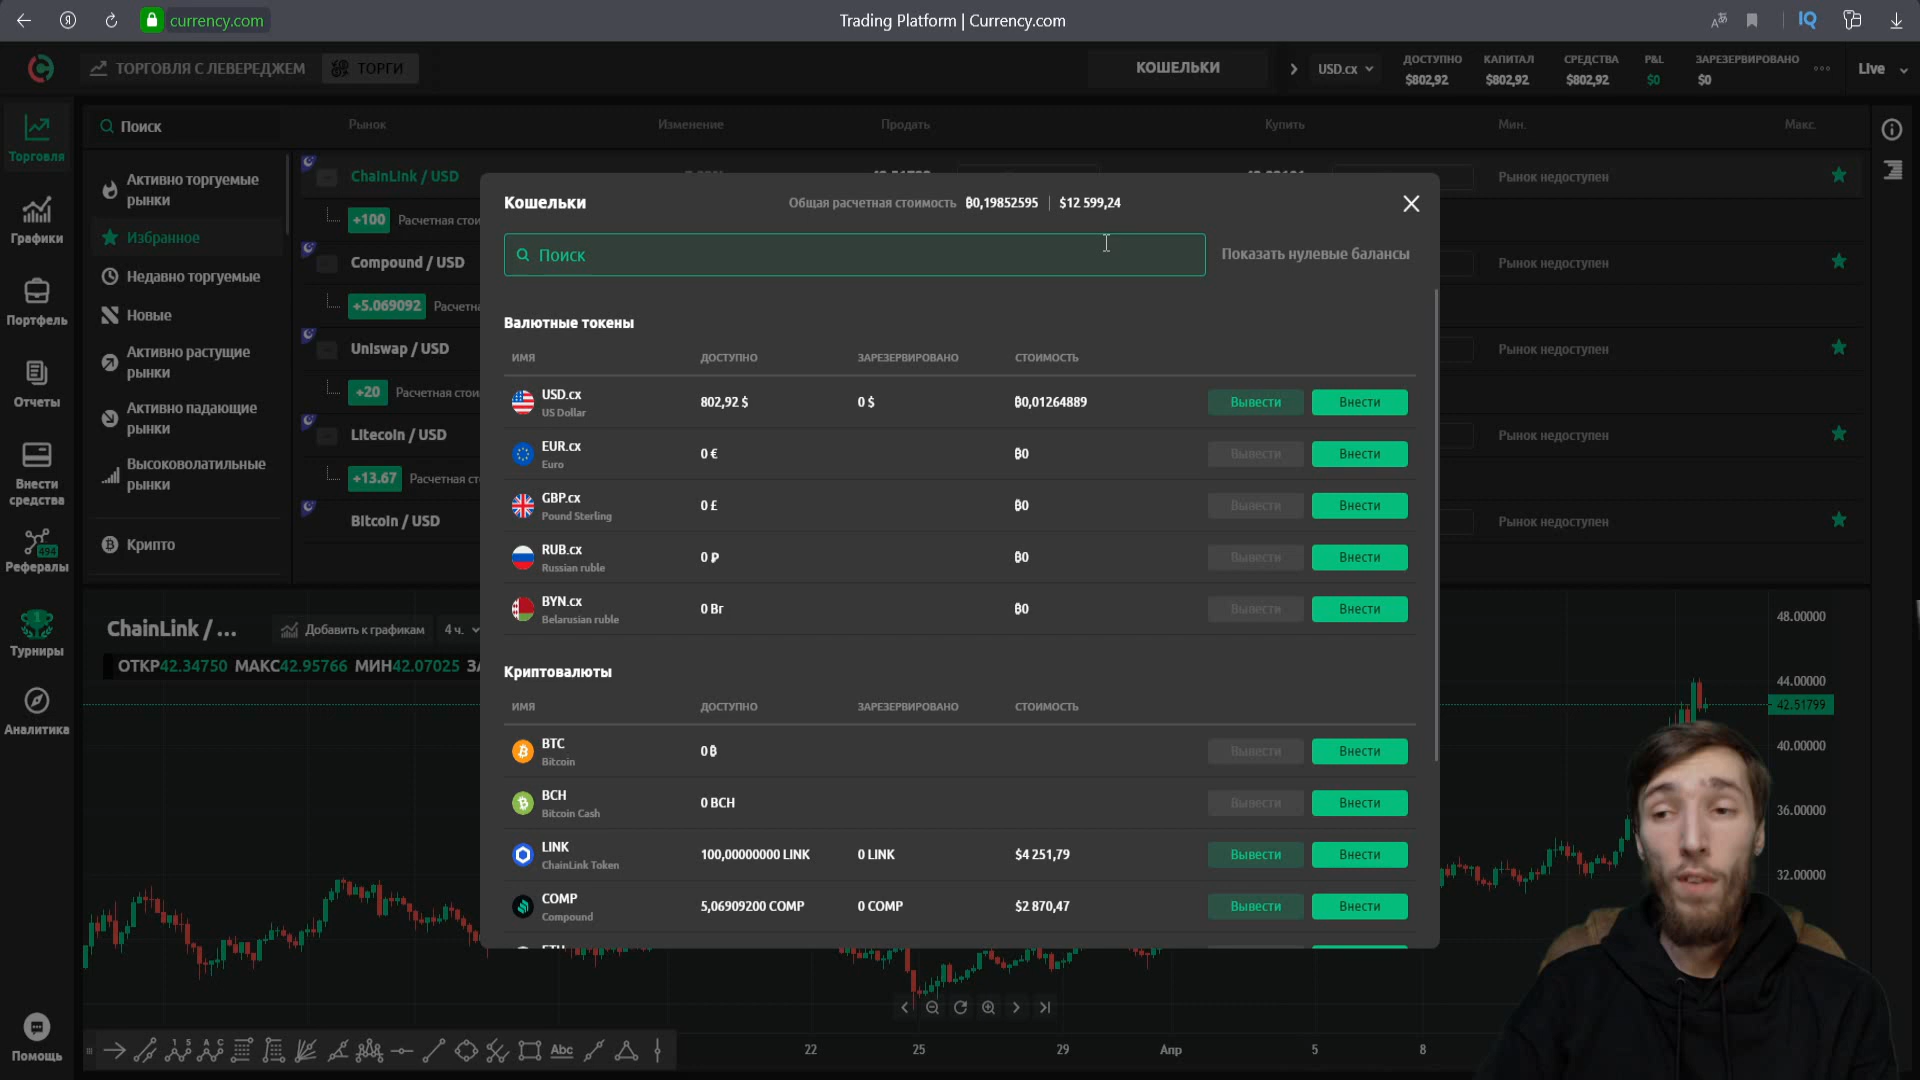 currency.com
Trading Platform | Currency.com
IQ
ТОРГОВЛЯ С ЛЕВЕРЕДЖЕМ
ТОРГИ
КОШЕЛЬКИ
USD.cx
ДОСТУПНО
$802,92
КАПИТАЛ
$802,92
СРЕДСТВА
$802,92
P&L
$0
ЗАРЕЗЕРВИРОВАНО
$0
Live
Торговля
Графики
Портфель
Отчеты
Внести
средства
494
Рефералы
Турниры
Аналитика
Помощь
Поиск
Рынок
Изменение
Продать
Купить
Мин.
Макс.
Активно торгуемые
рынки
Избранное
Недавно торгуемые
Новые
Активно растущие
рынки
Активно падающие
рынки
Высоковолатильные
рынки
Крипто
ChainLink / USD
Рынок недоступен
+100
Compound / USD
Рынок недоступен
+5.069092
Uniswap / USD
Рынок недоступен
+20
Litecoin / USD
Рынок недоступен
+13.67
Bitcoin / USD
Рынок недоступен
Кошельки
Общая расчетная стоимость ₿0,19852595 | $12 599,24
Поиск
Показать нулевые балансы
Валютные токены
ИМЯ ДОСТУПНО ЗАРЕЗЕРВИРОВАНО СТОИМОСТЬ
USD.cx
US Dollar
802,92 $ 0 $ ₿0,01264889 Вывести Внести
EUR.cx
Euro
0 € ₿0 Вывести Внести
GBP.cx
Pound Sterling
0 £ ₿0 Вывести Внести
RUB.cx
Russian ruble
0 ₽ ₿0 Вывести Внести
BYN.cx
Belarusian ruble
0 Br ₿0 Вывести Внести
Криптовалюты
ИМЯ ДОСТУПНО ЗАРЕЗЕРВИРОВАНО СТОИМОСТЬ
BTC
Bitcoin
0 ₿ Вывести Внести
BCH
Bitcoin Cash
0 BCH Вывести Внести
LINK
ChainLink Token
100,00000000 LINK 0 LINK $4 251,79 Вывести Внести
COMP
Compound
5,06909200 COMP 0 COMP $2 870,47 Вывести Внести
ChainLink / ...
Добавить к графикам
4 ч.
ОТКР42.34750 МАКС42.95766 МИН42.07025
48.00000
44.00000
42.51799
40.00000
36.00000
32.00000
22
25
29
Апр
5
8
Abc